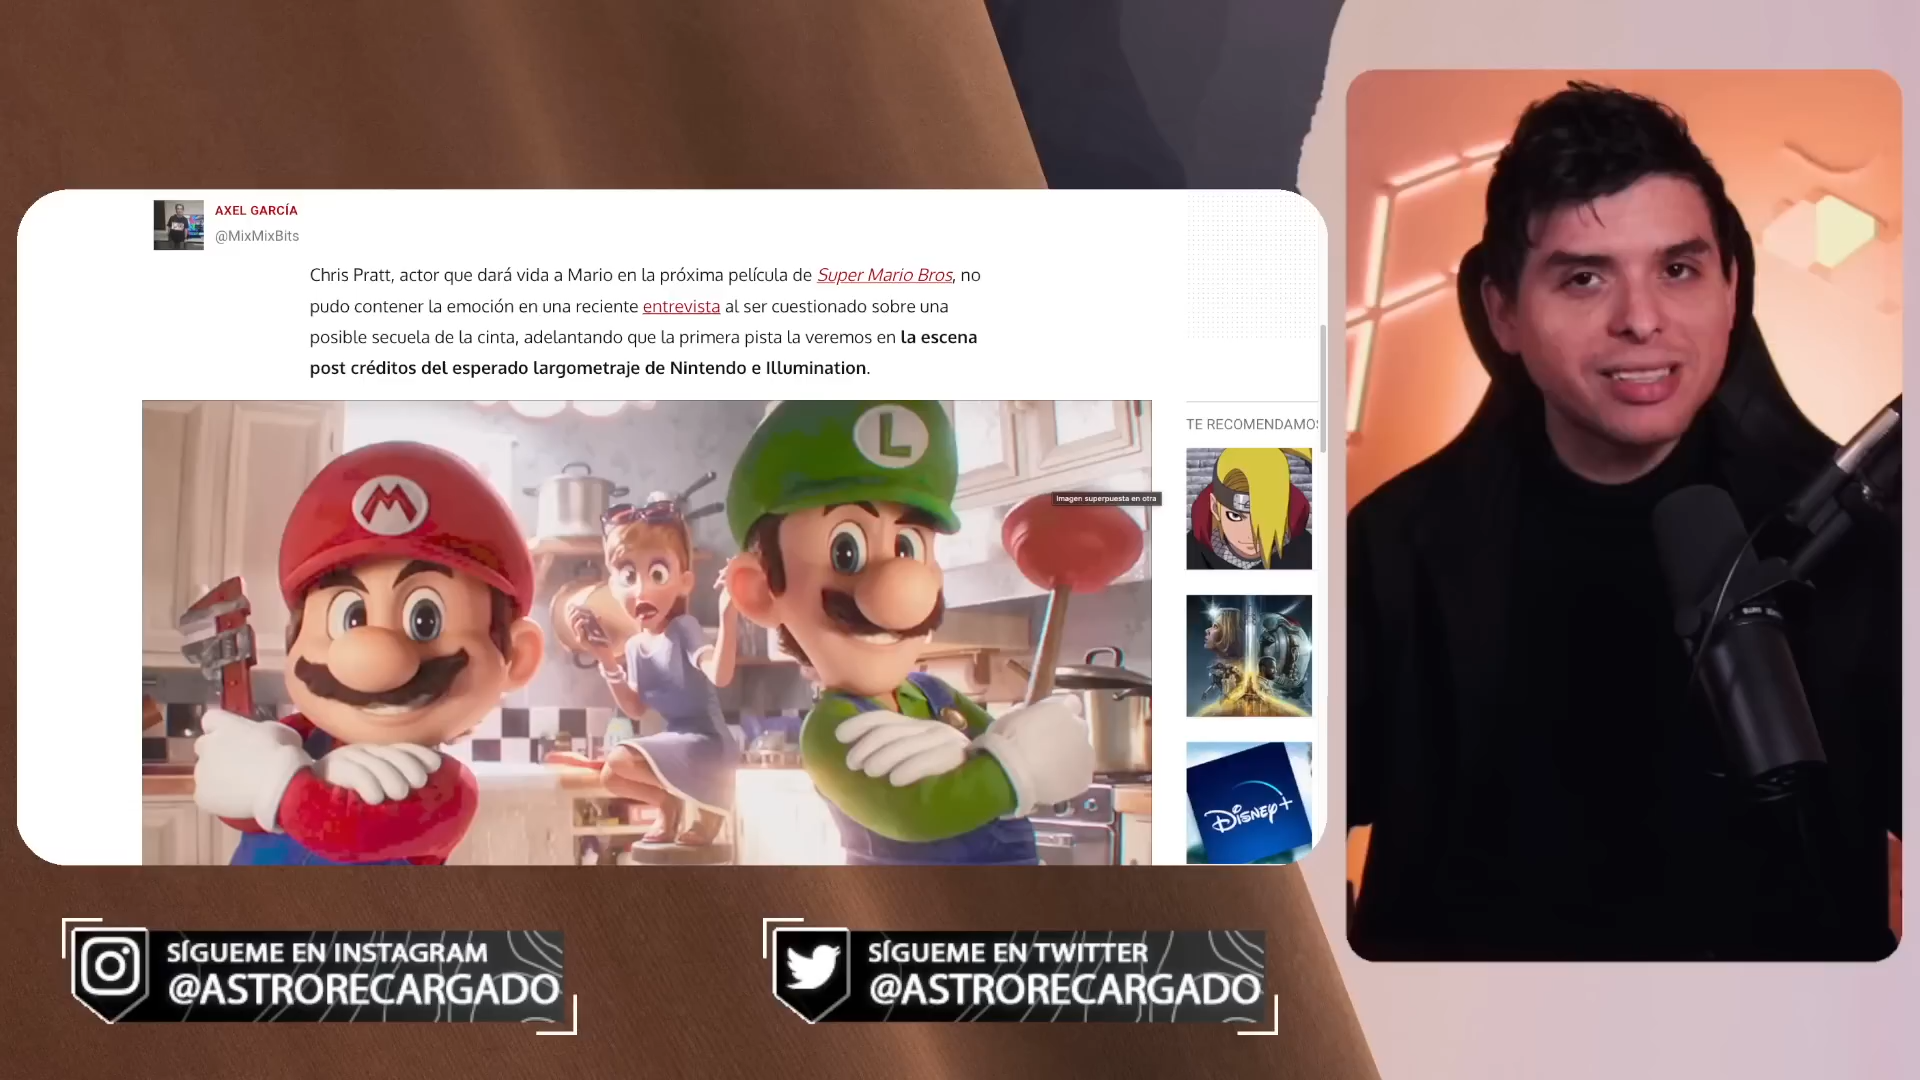 AXEL GARCÍA
@MixMixBits
Chris Pratt, actor que dará vida a Mario en la próxima película de Super Mario Bros, no
pudo contener la emoción en una reciente entrevista al ser cuestionado sobre una
posible secuela de la cinta, adelantando que la primera pista la veremos en la escena
post créditos del esperado largometraje de Nintendo e Illumination.
TE RECOMENDAMOS
M
L
Imagen superpuesta en otra
Disney+
SÍGUEME EN INSTAGRAM
@ASTRORECARGADO
SÍGUEME EN TWITTER
@ASTRORECARGADO